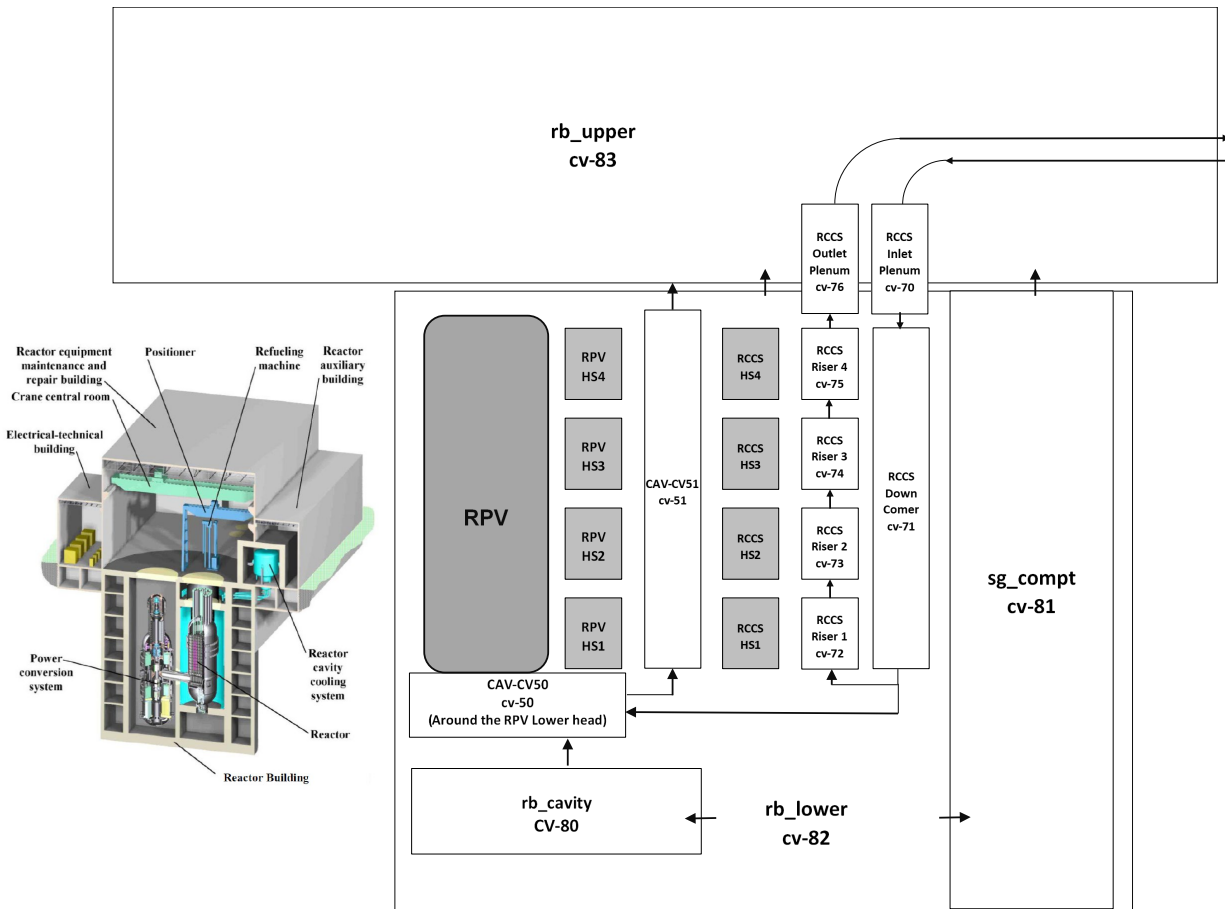 rb_upper
cv-83
RCCS
Outlet
Plenum
cv-76
RCCS
Inlet
Plenum
cv-70
Reactor equipment
maintenance and
repair building
Crane central room
Positioner
Refueling
machine
Reactor
auxiliary
building
Electrical-technical
building
Power
conversion
system
Reactor
cavity
cooling
system
Reactor
Reactor Building
RPV
RPV
HS4
RPV
HS3
RPV
HS2
RPV
HS1
CAV-CV51
cv-51
RCCS
HS4
RCCS
HS3
RCCS
HS2
RCCS
HS1
RCCS
Riser 4
cv-75
RCCS
Riser 3
cv-74
RCCS
Riser 2
cv-73
RCCS
Riser 1
cv-72
RCCS
Down
Comer
cv-71
sg_compt
cv-81
CAV-CV50
cv-50
(Around the RPV Lower head)
rb_cavity
CV-80
rb_lower
cv-82